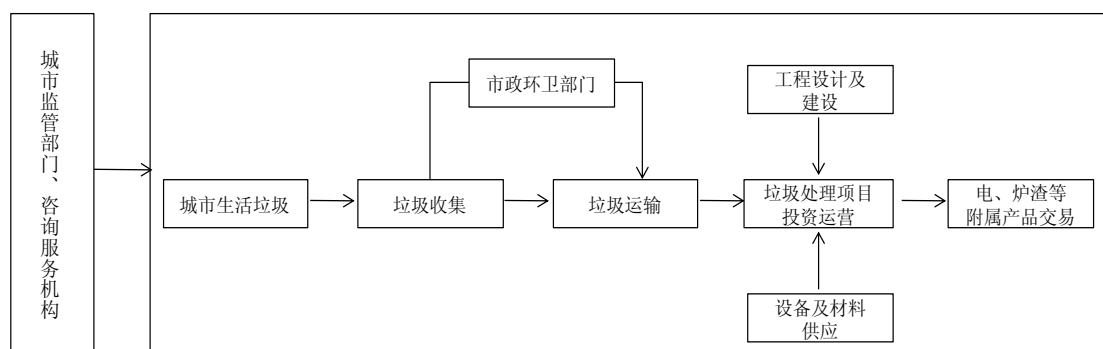 城市监管部门、咨询服务机构
市政环卫部门
工程设计及
建设
城市生活垃圾
垃圾收集
垃圾运输
垃圾处理项目
投资运营
电、炉渣等
附属产品交易
设备及材料
供应